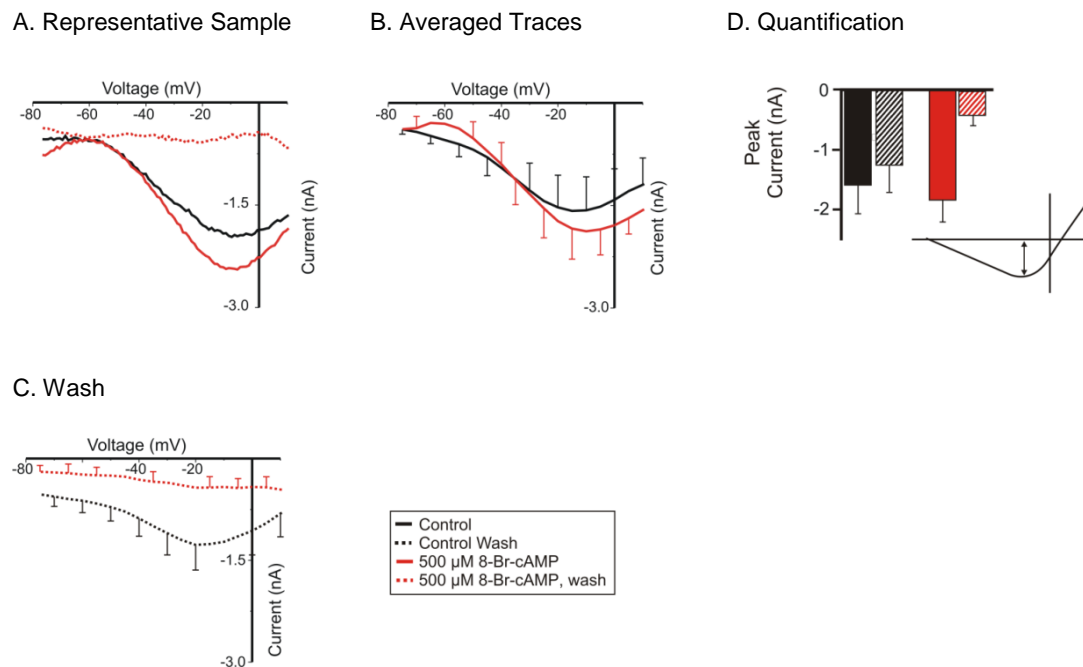 A. Representative Sample
B. Averaged Traces
D. Quantification
Voltage (mV)
-80 -60 -40 -20
-1.5
-3.0
Current (nA)
Voltage (mV)
-80 -60 -40 -20
-1.5
-3.0
Current (nA)
0
-1
-2
Peak
Current (nA)
C. Wash
Voltage (mV)
-80 -40 -20
-1.5
-3.0
Current (nA)
Control
Control Wash
500 µM 8-Br-cAMP
500 µM 8-Br-cAMP, wash